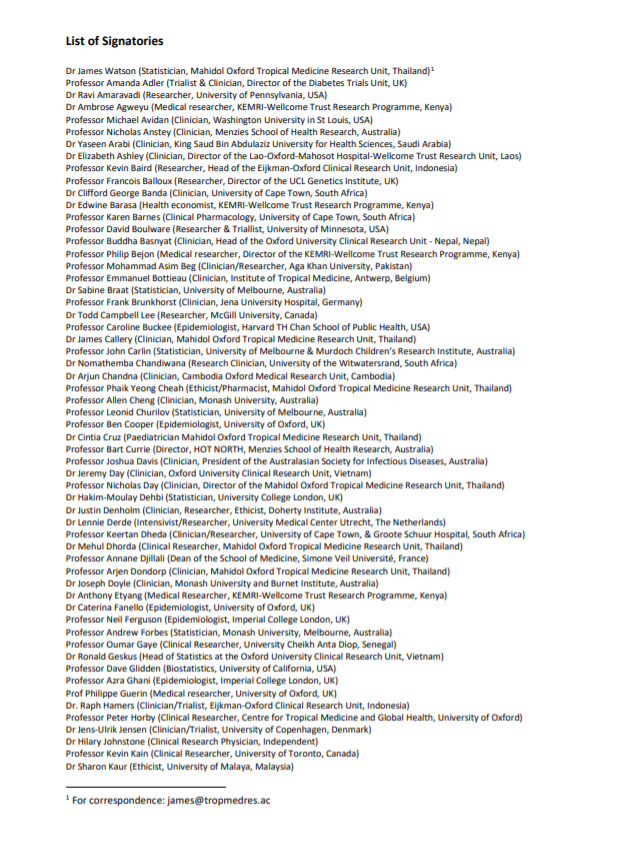 List of Signatories
Dr James Watson (Statistician, Mahidol Oxford Tropical Medicine Research Unit, Thailand)1
Professor Amanda Adler (Trialist & Clinician, Director of the Diabetes Trials Unit, UK)
Dr Ravi Amaravadi (Researcher, University of Pennsylvania, USA)
Dr Ambrose Agweyu (Medical researcher, KEMRI-Wellcome Trust Research Programme, Kenya)
Professor Michael Avidan (Clinician, Washington University in St Louis, USA)
Professor Nicholas Anstey (Clinician, Menzies School of Health Research, Australia)
Dr Yaseen Arabi (Clinician, King Saud Bin Abdulaziz University for Health Sciences, Saudi Arabia)
Dr Elizabeth Ashley (Clinician, Director of the Lao-Oxford-Mahosot Hospital-Wellcome Trust Research Unit, Laos)
Professor Kevin Baird (Researcher, Head of the Eijkman-Oxford Clinical Research Unit, Indonesia)
Professor Francois Balloux (Researcher, Director of the UCL Genetics Institute, UK)
Dr Clifford George Banda (Clinician, University of Cape Town, South Africa)
Dr Edwine Barasa (Health economist, KEMRI-Wellcome Trust Research Programme, Kenya)
Professor Karen Barnes (Clinical Pharmacology, University of Cape Town, South Africa)
Professor David Boulware (Researcher & Triallist, University of Minnesota, USA)
Professor Buddha Basnyat (Clinician, Head of the Oxford University Clinical Research Unit - Nepal, Nepal)
Professor Philip Bejon (Medical researcher, Director of the KEMRI-Wellcome Trust Research Programme, Kenya)
Professor Mohammad Asim Beg (Clinician/Researcher, Aga Khan University, Pakistan)
Professor Emmanuel Bottieau (Clinician, Institute of Tropical Medicine, Antwerp, Belgium)
Dr Sabine Braat (Statistician, University of Melbourne, Australia)
Professor Frank Brunkhorst (Clinician, Jena University Hospital, Germany)
Dr Todd Campbell Lee (Researcher, McGill University, Canada)
Professor Caroline Buckee (Epidemiologist, Harvard TH Chan School of Public Health, USA)
Dr James Callery (Clinician, Mahidol Oxford Tropical Medicine Research Unit, Thailand)
Professor John Carlin (Statistician, University of Melbourne & Murdoch Children's Research Institute, Australia)
Dr Nomathemba Chandiwana (Research Clinician, University of the Witwatersrand, South Africa)
Dr Arjun Chandna (Clinician, Cambodia Oxford Medical Research Unit, Cambodia)
Professor Phaik Yeong Cheah (Ethicist/Pharmacist, Mahidol Oxford Tropical Medicine Research Unit, Thailand)
Professor Allen Cheng (Clinician, Monash University, Australia)
Professor Leonid Churilov (Statistician, University of Melbourne, Australia)
Professor Ben Cooper (Epidemiologist, University of Oxford, UK)
Dr Cintia Cruz (Paediatrician Mahidol Oxford Tropical Medicine Research Unit, Thailand)
Professor Bart Currie (Director, HOT NORTH, Menzies School of Health Research, Australia)
Professor Joshua Davis (Clinician, President of the Australasian Society for Infectious Diseases, Australia)
Dr Jeremy Day (Clinician, Oxford University Clinical Research Unit, Vietnam)
Professor Nicholas Day (Clinician, Director of the Mahidol Oxford Tropical Medicine Research Unit, Thailand)
Dr Hakim-Moulay Dehbi (Statistician, University College London, UK)
Dr Justin Denholm (Clinician, Researcher, Ethicist, Doherty Institute, Australia)
Dr Lennie Derde (Intensivist/Researcher, University Medical Center Utrecht, The Netherlands)
Professor Keertan Dheda (Clinician/Researcher, University of Cape Town, & Groote Schuur Hospital, South Africa)
Dr Mehul Dhorda (Clinical Researcher, Mahidol Oxford Tropical Medicine Research Unit, Thailand)
Professor Annane Djillali (Dean of the School of Medicine, Simone Veil Université, France)
Professor Arjen Dondorp (Clinician, Mahidol Oxford Tropical Medicine Research Unit, Thailand)
Dr Joseph Doyle (Clinician, Monash University and Burnet Institute, Australia)
Dr Anthony Etyang (Medical Researcher, KEMRI-Wellcome Trust Research Programme, Kenya)
Dr Caterina Fanello (Epidemiologist, University of Oxford, UK)
Professor Neil Ferguson (Epidemiologist, Imperial College London, UK)
Professor Andrew Forbes (Statistician, Monash University, Melbourne, Australia)
Professor Oumar Gaye (Clinical Researcher, University Cheikh Anta Diop, Senegal)
Dr Ronald Geskus (Head of Statistics at the Oxford University Clinical Research Unit, Vietnam)
Professor Dave Glidden (Biostatistics, University of California, USA)
Professor Azra Ghani (Epidemiologist, Imperial College London, UK)
Prof Philippe Guerin (Medical researcher, University of Oxford, UK)
Dr. Raph Hamers (Clinician/Trialist, Eijkman-Oxford Clinical Research Unit, Indonesia)
Professor Peter Horby (Clinical Researcher, Centre for Tropical Medicine and Global Health, University of Oxford)
Dr Jens-Ulrik Jensen (Clinician/Trialist, University of Copenhagen, Denmark)
Dr Hilary Johnstone (Clinical Research Physician, Independent)
Professor Kevin Kain (Clinical Researcher, University of Toronto, Canada)
Dr Sharon Kaur (Ethicist, University of Malaya, Malaysia)
1 For correspondence: james@tropmedres.ac